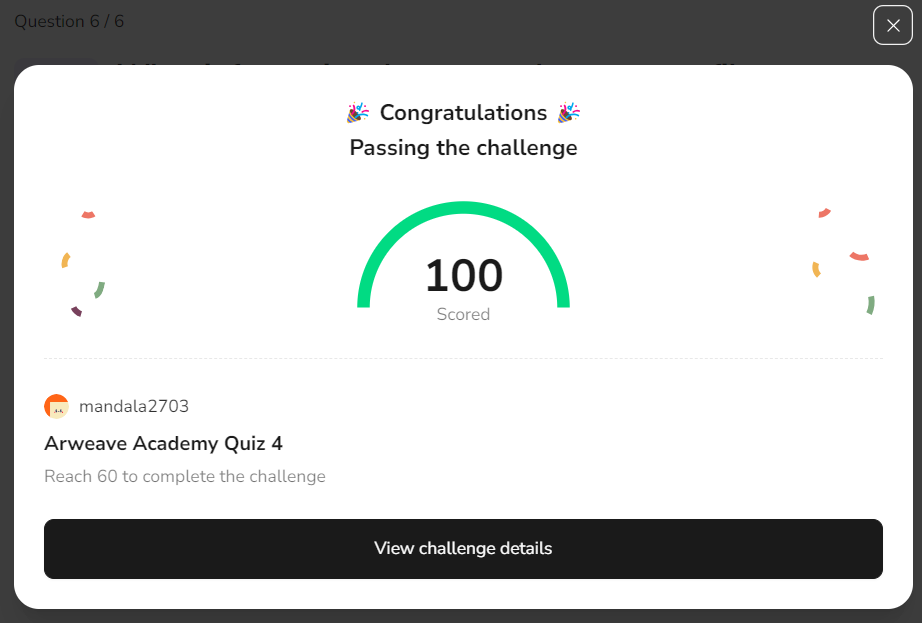 Question 6 / 6
🎉 Congratulations 🎉
Passing the challenge
100
Scored
mandala2703
Arweave Academy Quiz 4
Reach 60 to complete the challenge
View challenge details